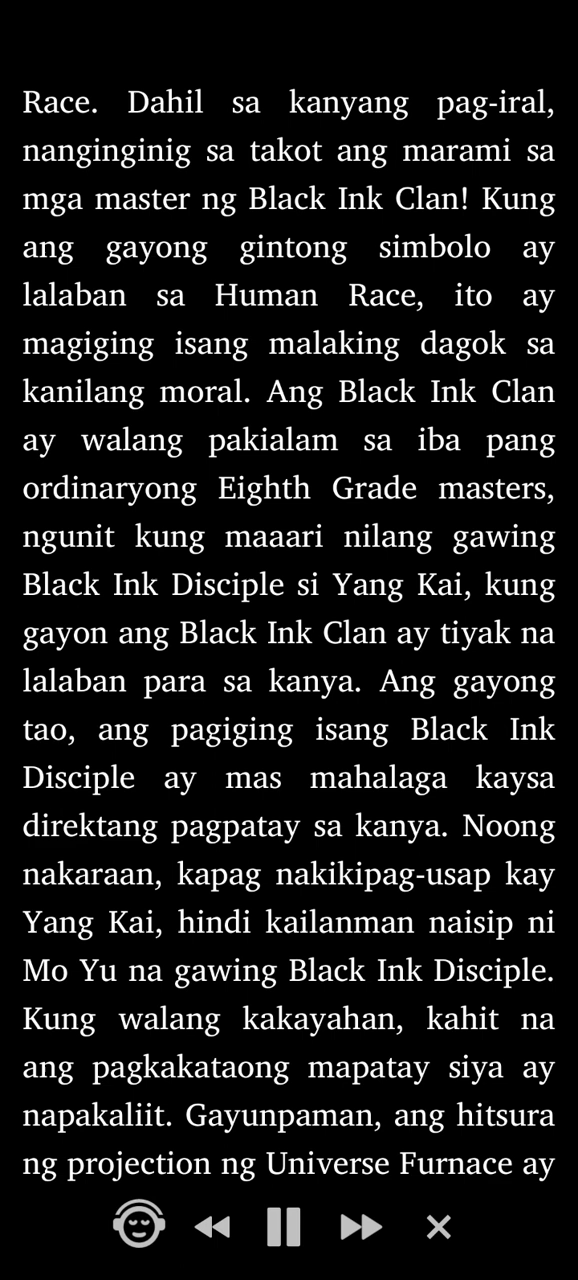 Race. Dahil sa kanyang pag-iral,
nanginginig sa takot ang marami sa
mga master ng Black Ink Clan! Kung
ang gayong gintong simbolo ay
lalaban sa Human Race, ito ay
magiging isang malaking dagok sa
kanilang moral. Ang Black Ink Clan
ay walang pakialam sa iba pang
ordinaryong Eighth Grade masters,
ngunit kung maaari nilang gawing
Black Ink Disciple si Yang Kai, kung
gayon ang Black Ink Clan ay tiyak na
lalaban para sa kanya. Ang gayong
tao, ang pagiging isang Black Ink
Disciple ay mas mahalaga kaysa
direktang pagpatay sa kanya. Noong
nakaraan, kapag nakikipag-usap kay
Yang Kai, hindi kailanman naisip ni
Mo Yu na gawing Black Ink Disciple.
Kung walang kakayahan, kahit na
ang pagkakataong mapatay siya ay
napakaliit. Gayunpaman, ang hitsura
ng projection ng Universe Furnace ay